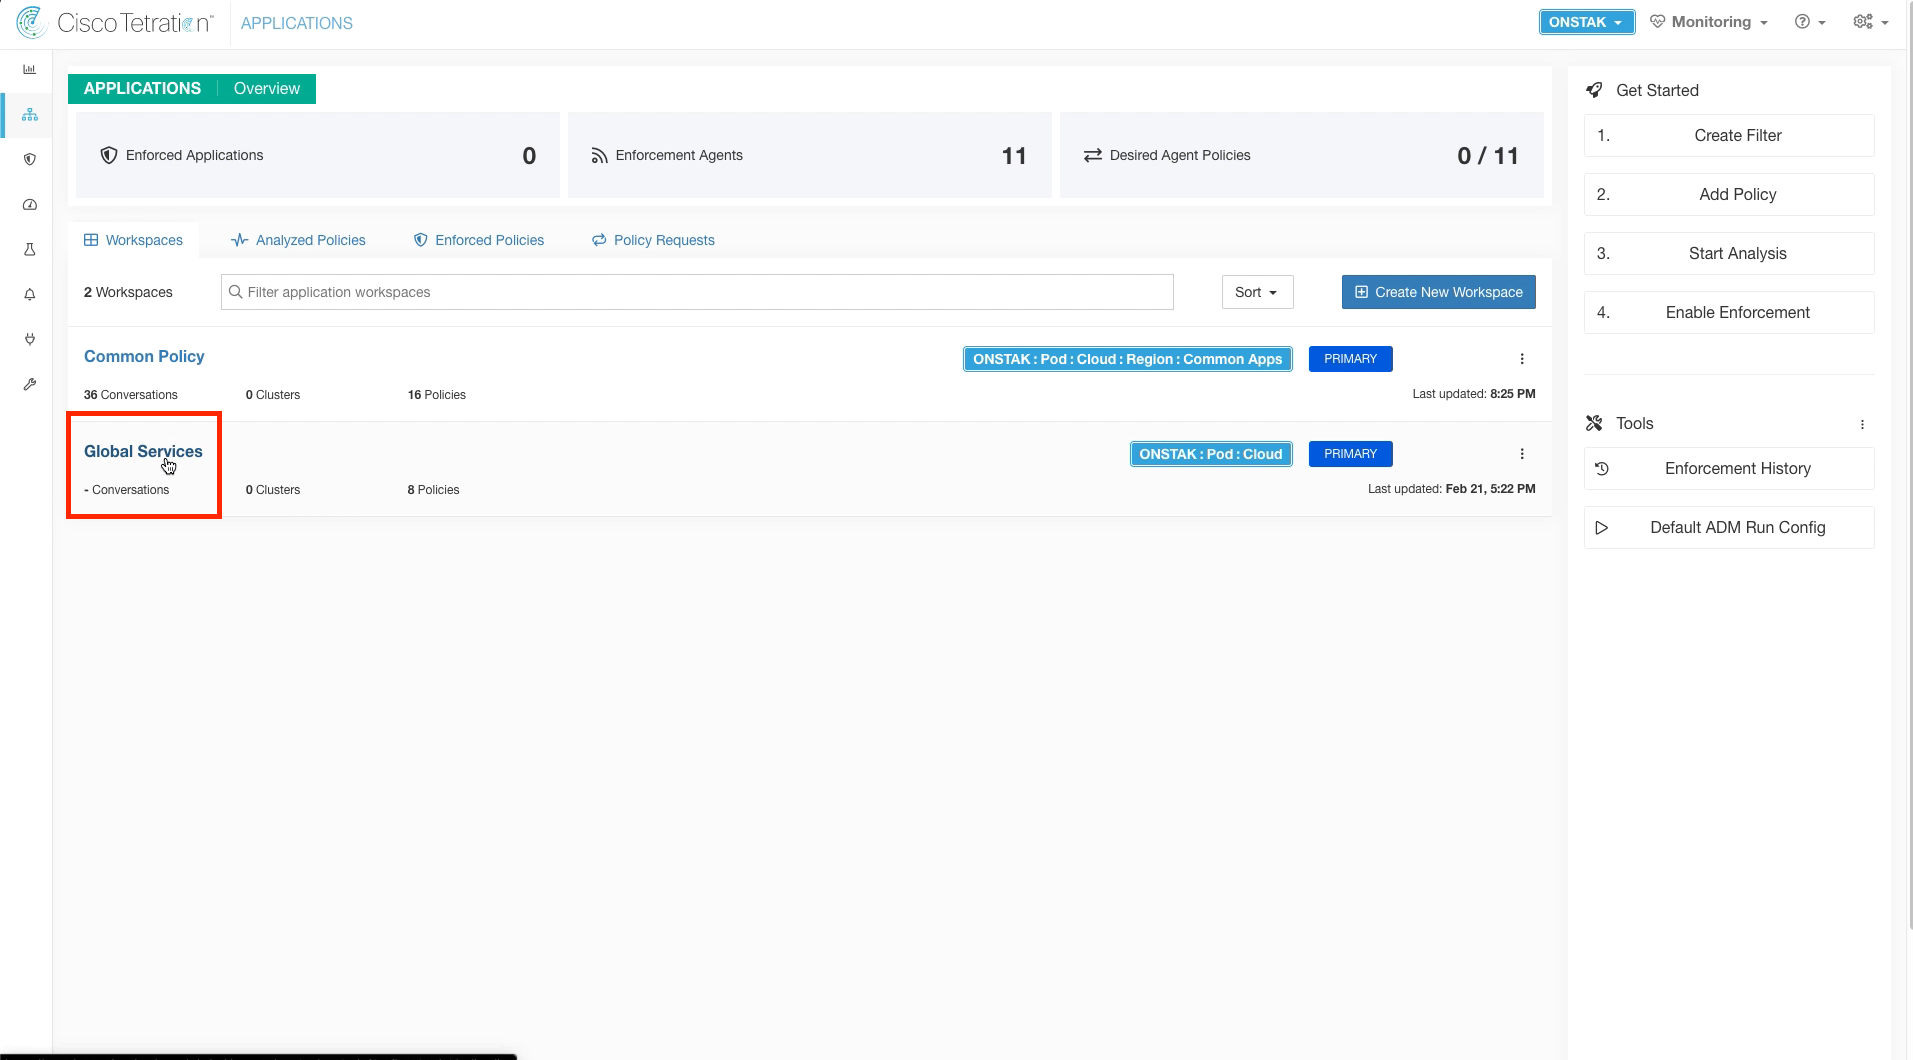 Cisco Tetration™ APPLICATIONS ONSTAK Monitoring
APPLICATIONS Overview
Enforced Applications 0 Enforcement Agents 11 Desired Agent Policies 0 / 11
Workspaces Analyzed Policies Enforced Policies Policy Requests
2 Workspaces Filter application workspaces Sort Create New Workspace
Common Policy ONSTAK : Pod : Cloud : Region : Common Apps PRIMARY
36 Conversations 0 Clusters 16 Policies Last updated: 8:25 PM
Global Services ONSTAK : Pod : Cloud PRIMARY
- Conversations 0 Clusters 8 Policies Last updated: Feb 21, 5:22 PM
Get Started
1. Create Filter
2. Add Policy
3. Start Analysis
4. Enable Enforcement
Tools
Enforcement History
Default ADM Run Config